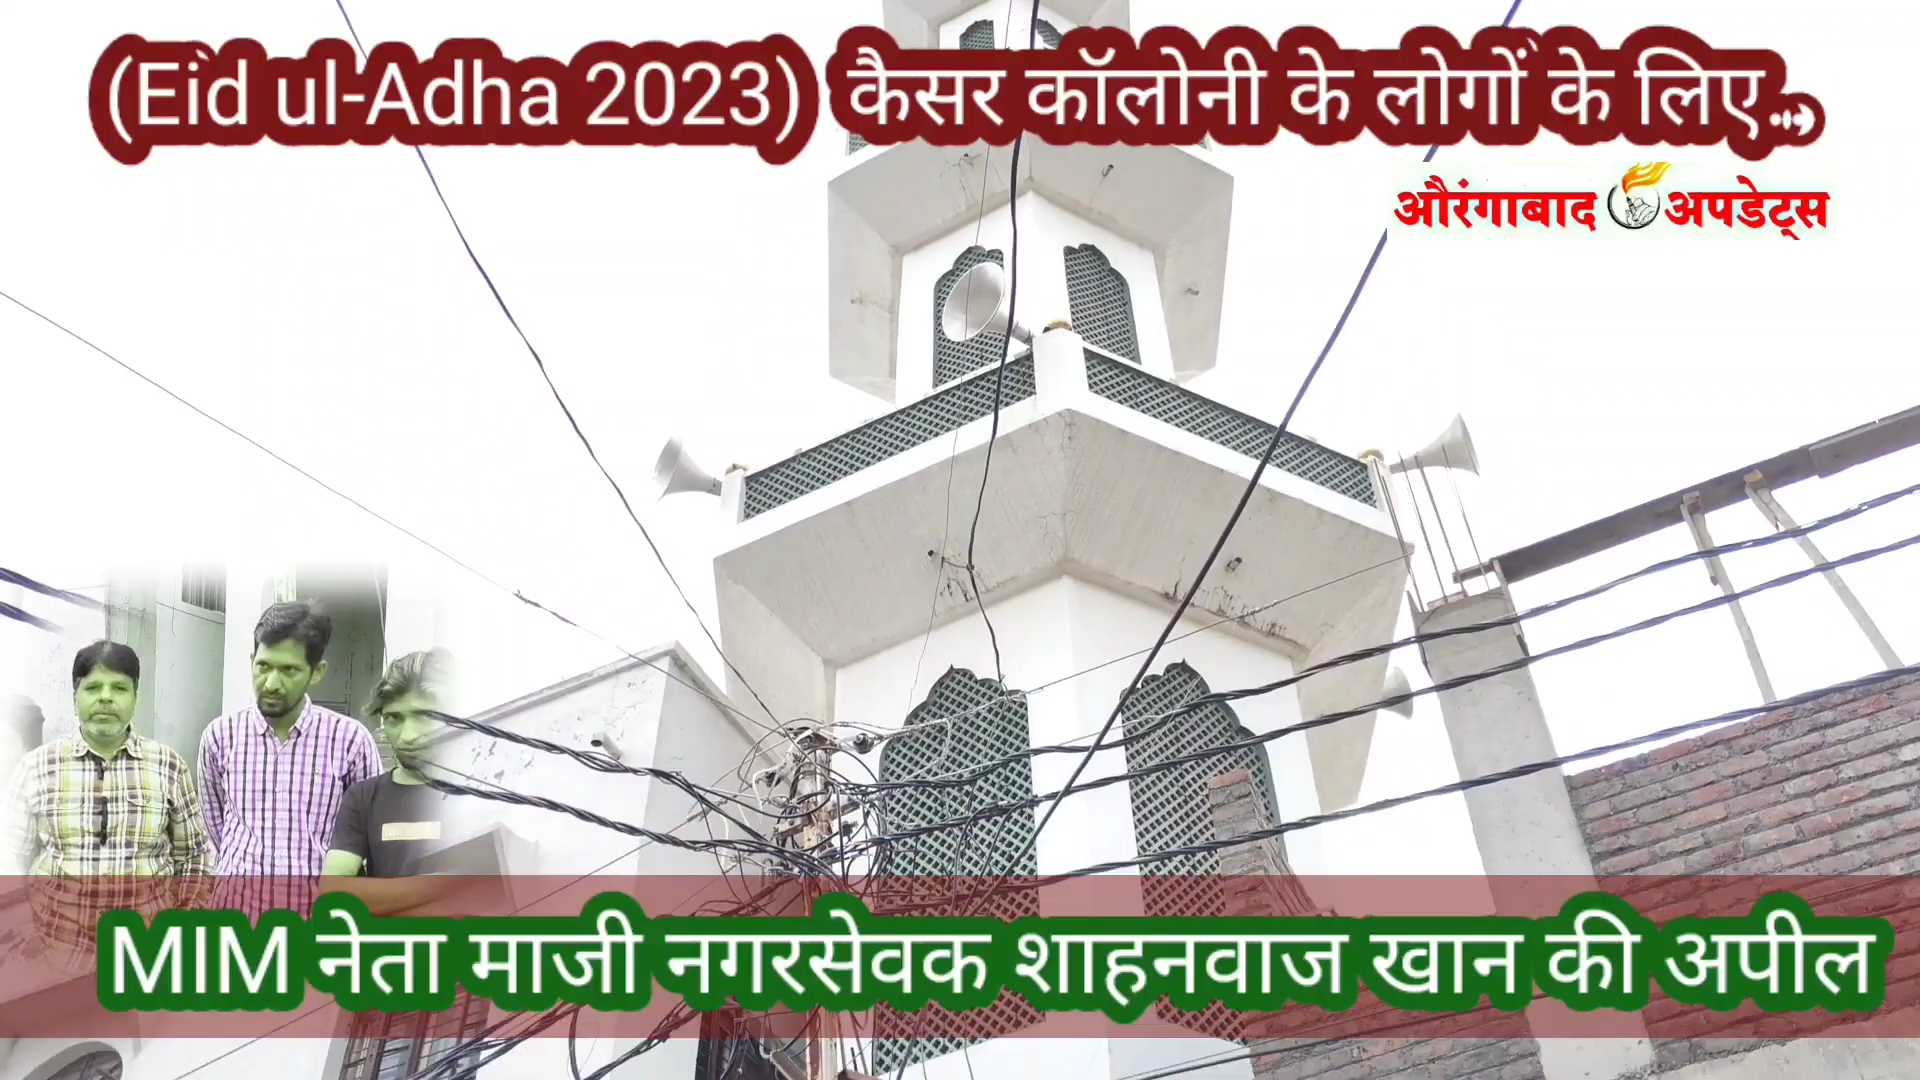 (Eid ul-Adha 2023) कैसर कॉलोनी के लोगों के लिए..
औरंगाबाद अपडेट्स
MIM नेता माजी नगरसेवक शाहनवाज खान की अपील